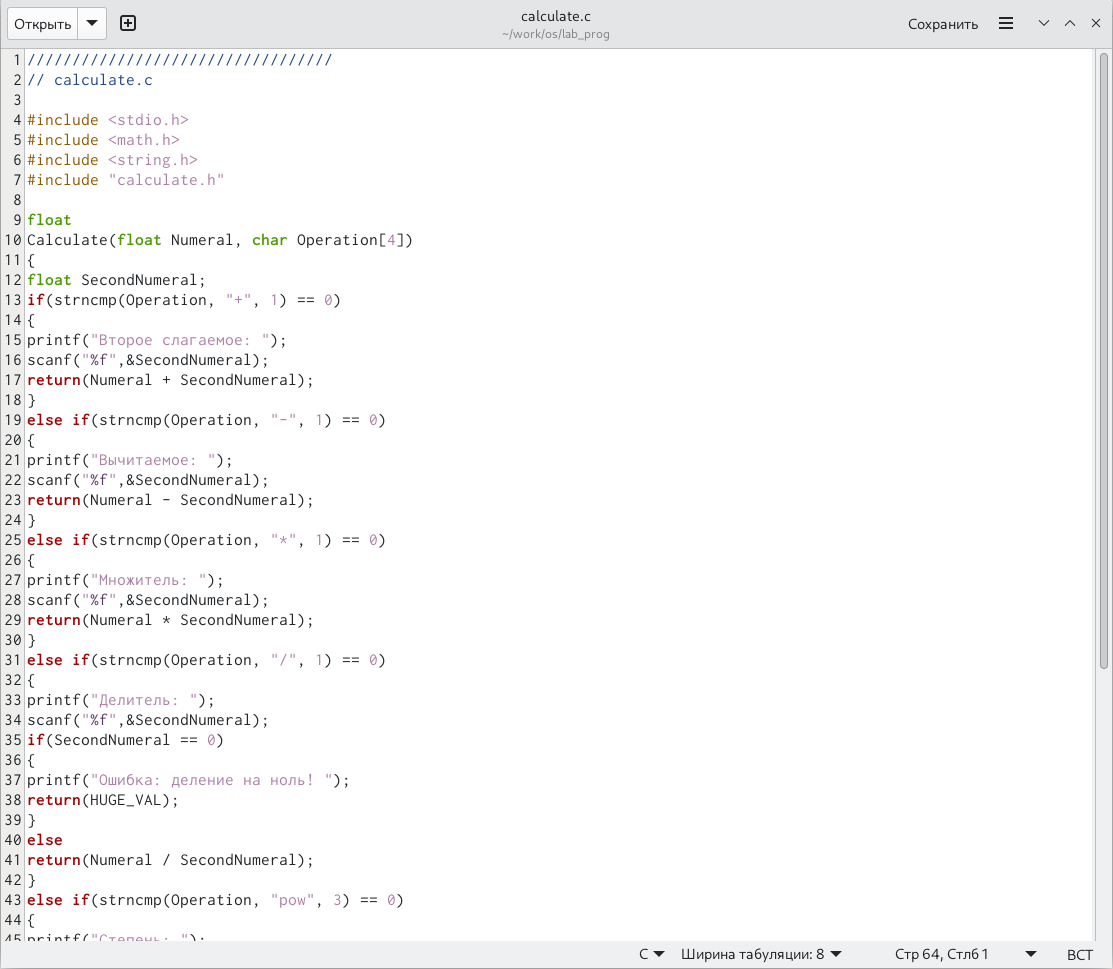 Открыть
calculate.c
~/work/os/lab_prog
Сохранить
1 //////////////////////////////////
2 // calculate.c
3
4 #include <stdio.h>
5 #include <math.h>
6 #include <string.h>
7 #include "calculate.h"
8
9 float
10 Calculate(float Numeral, char Operation[4])
11 {
12 float SecondNumeral;
13 if(strncmp(Operation, "+", 1) == 0)
14 {
15 printf("Второе слагаемое: ");
16 scanf("%f",&SecondNumeral);
17 return(Numeral + SecondNumeral);
18 }
19 else if(strncmp(Operation, "-", 1) == 0)
20 {
21 printf("Вычитаемое: ");
22 scanf("%f",&SecondNumeral);
23 return(Numeral - SecondNumeral);
24 }
25 else if(strncmp(Operation, "*", 1) == 0)
26 {
27 printf("Множитель: ");
28 scanf("%f",&SecondNumeral);
29 return(Numeral * SecondNumeral);
30 }
31 else if(strncmp(Operation, "/", 1) == 0)
32 {
33 printf("Делитель: ");
34 scanf("%f",&SecondNumeral);
35 if(SecondNumeral == 0)
36 {
37 printf("Ошибка: деление на ноль! ");
38 return(HUGE_VAL);
39 }
40 else
41 return(Numeral / SecondNumeral);
42 }
43 else if(strncmp(Operation, "pow", 3) == 0)
44 {
45 printf("Степень: ");
C
Ширина табуляции: 8
Стр 64, Стлб 1
ВСТ